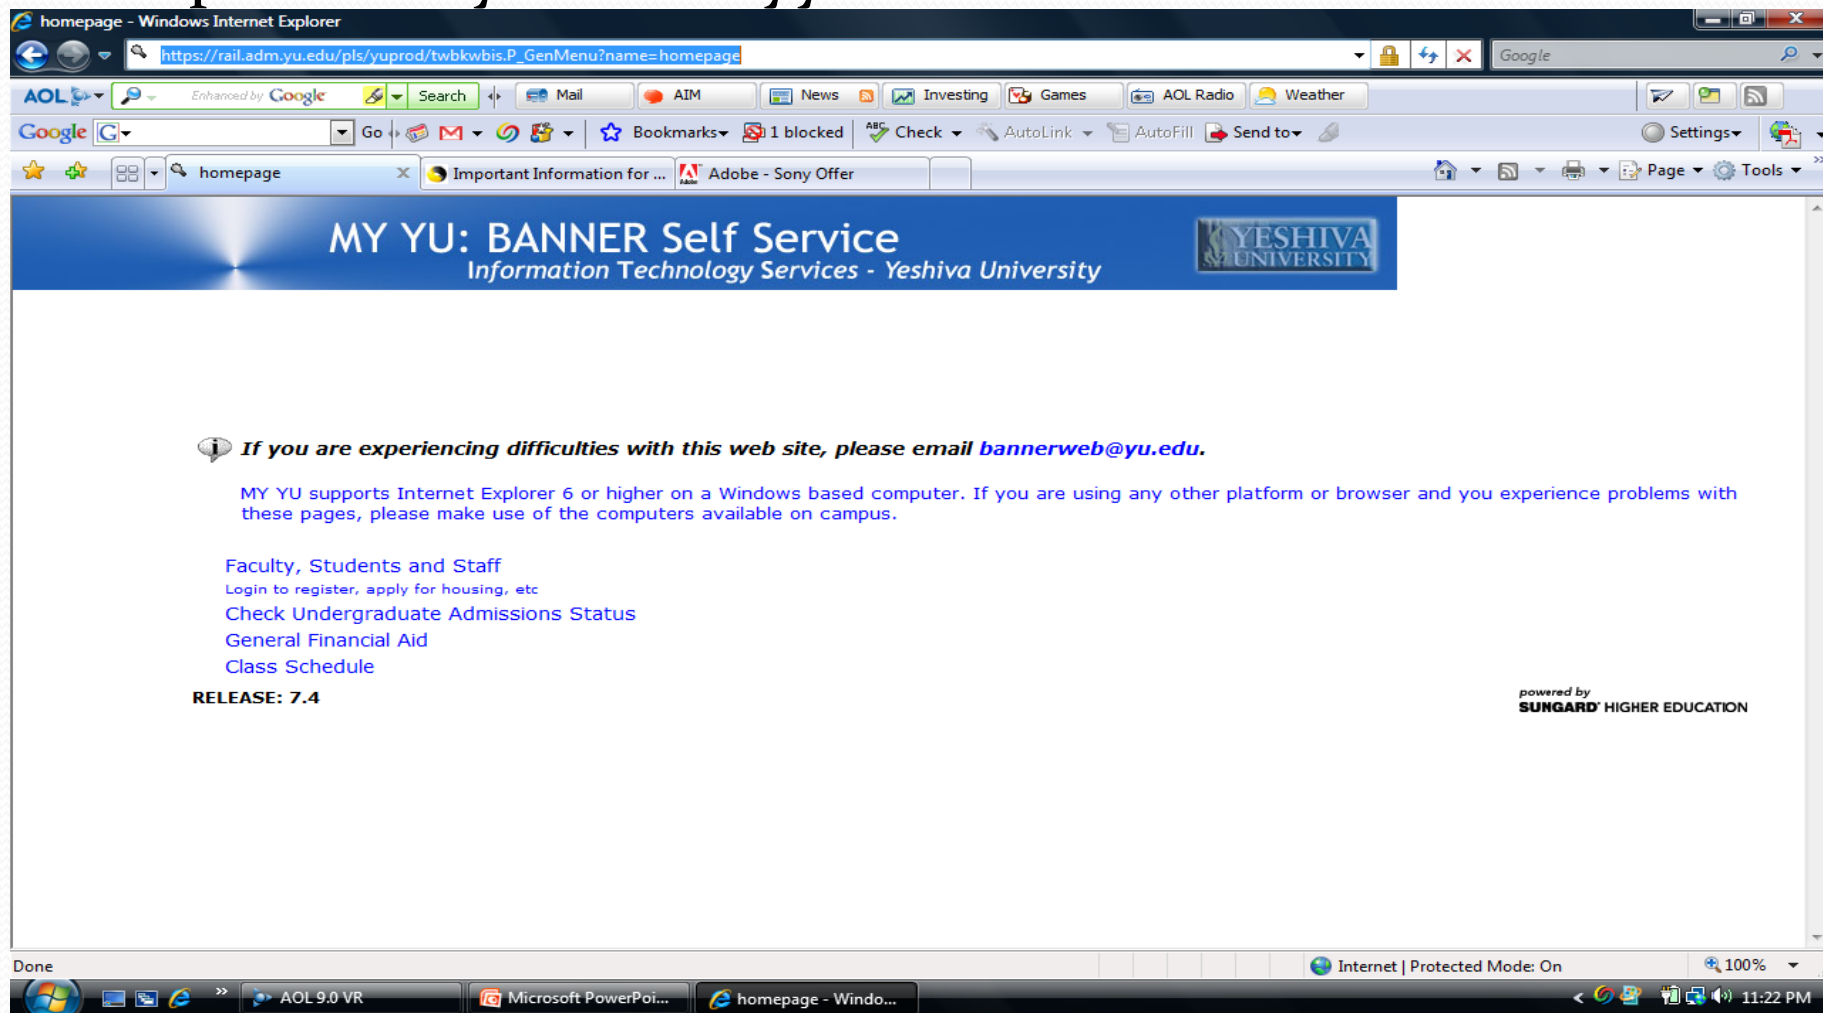 homepage - Windows Internet Explorer
https://rail.adm.yu.edu/pls/yuprod/twbkwbis.P_GenMenu?name=homepage
Google
AOL Enhanced by Google Search Mail AIM News Investing Games AOL Radio Weather
Google G Go Bookmarks 1 blocked ABC Check AutoLink AutoFill Send to Settings
homepage x Important Information for ... Adobe - Sony Offer Page Tools
MY YU: BANNER Self Service
Information Technology Services - Yeshiva University
YESHIVA
UNIVERSITY
If you are experiencing difficulties with this web site, please email bannerweb@yu.edu.
MY YU supports Internet Explorer 6 or higher on a Windows based computer. If you are using any other platform or browser and you experience problems with
these pages, please make use of the computers available on campus.
Faculty, Students and Staff
Login to register, apply for housing, etc
Check Undergraduate Admissions Status
General Financial Aid
Class Schedule
RELEASE: 7.4
powered by
SUNGARD HIGHER EDUCATION
Done Internet | Protected Mode: On 100%
AOL 9.0 VR Microsoft PowerPoi... homepage - Windo... 11:22 PM